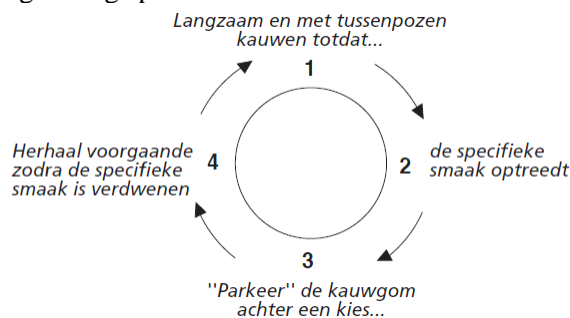 Langzaam en met tussenpozen
kauwen totdat...
1
2
de specifieke
smaak optreedt
3
"Parkeer" de kauwgom
achter een kies...
4
Herhaal voorgaande
zodra de specifieke
smaak is verdwenen